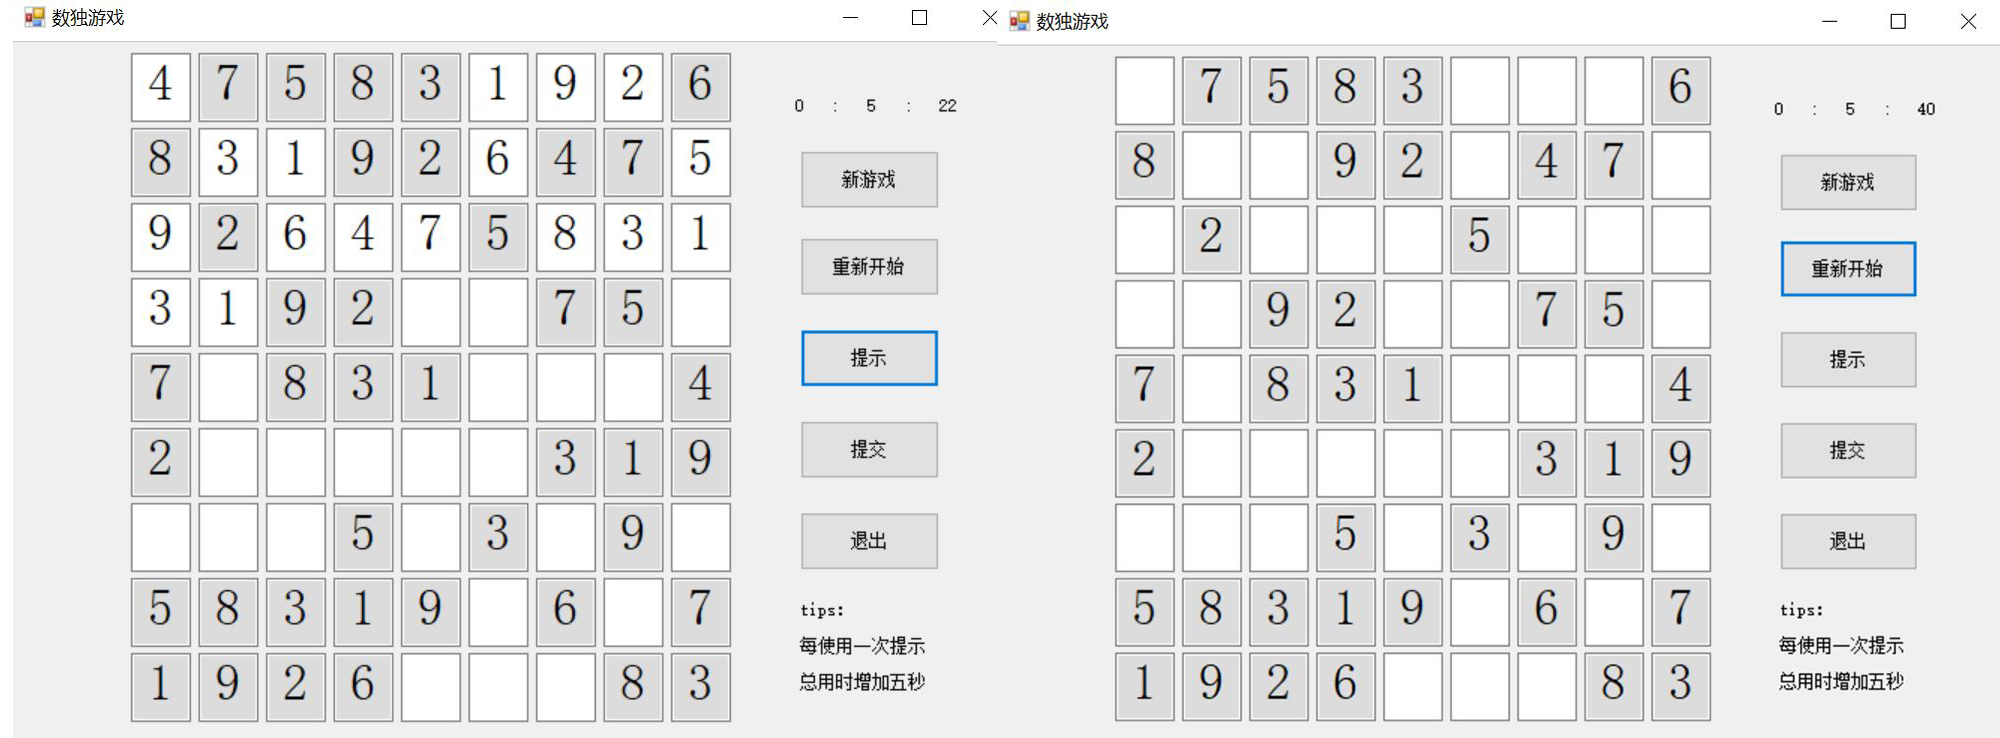 数独游戏
4 7 5 8 3 1 9 2 6
0 : 5 : 22
8 3 1 9 2 6 4 7 5
新游戏
9 2 6 4 7 5 8 3 1
重新开始
3 1 9 2 7 5
提示
7 8 3 1 4
2 3 1 9
提交
5 3 9
退出
5 8 3 1 9 6 7
tips:
每使用一次提示
1 9 2 6 8 3
总用时增加五秒
数独游戏
7 5 8 3 6
0 : 5 : 40
8 9 2 4 7
新游戏
2 5
重新开始
9 2 7 5
提示
7 8 3 1 4
2 3 1 9
提交
5 3 9
退出
5 8 3 1 9 6 7
tips:
每使用一次提示
1 9 2 6 8 3
总用时增加五秒